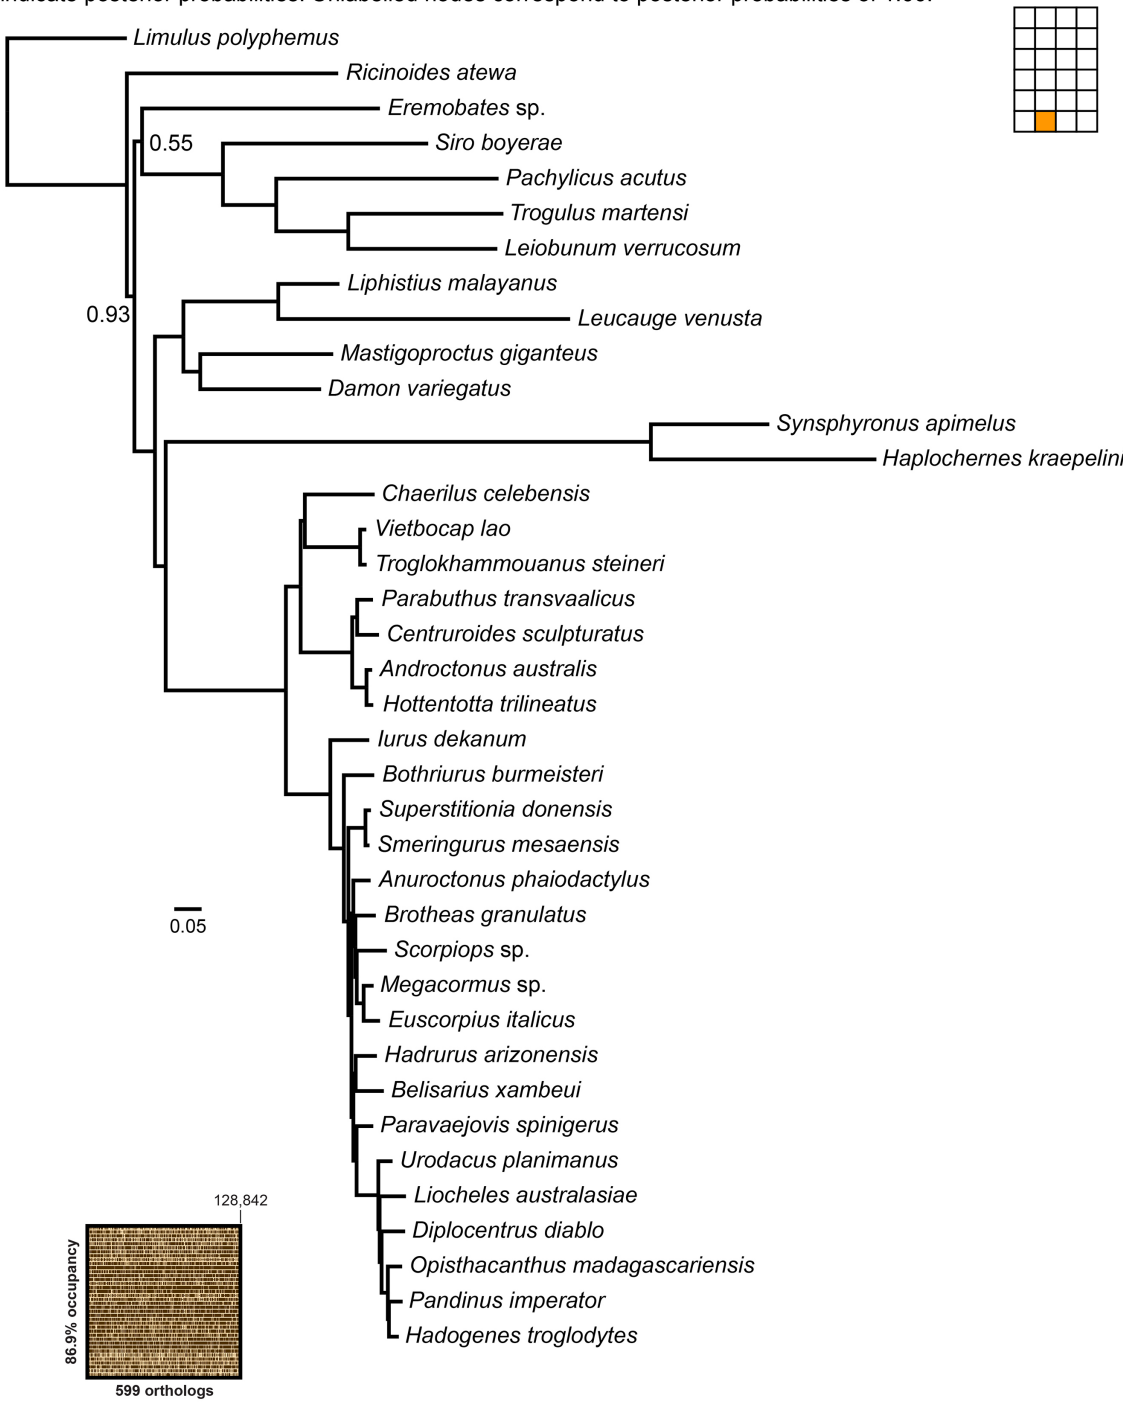 indicate posterior probabilities. Unlabelled nodes correspond to posterior probabilities of 1.00.
Limulus polyphemus
Ricinoides atewa
Eremobates sp.
0.55
Siro boyerae
Pachylicus acutus
Trogulus martensi
Leiobunum verrucosum
Liphistius malayanus
0.93
Leucauge venusta
Mastigoproctus giganteus
Damon variegatus
Synsphyronus apimelus
Haplochernes kraepelini
Chaerilus celebensis
Vietbocap lao
Troglokhammouanus steineri
Parabuthus transvaalicus
Centruroides sculpturatus
Androctonus australis
Hottentotta trilineatus
Iurus dekanum
Bothriurus burmeisteri
Superstitionia donensis
Smeringurus mesaensis
Anuroctonus phaiodactylus
Brotheas granulatus
0.05
Scorpiops sp.
Megacormus sp.
Euscorpius italicus
Hadrurus arizonensis
Belisarius xambeui
Paravaejovis spinigerus
Urodacus planimanus
Liocheles australasiae
128,842
Diplocentrus diablo
Opisthacanthus madagascariensis
Pandinus imperator
Hadogenes troglodytes
86.9% occupancy
599 orthologs